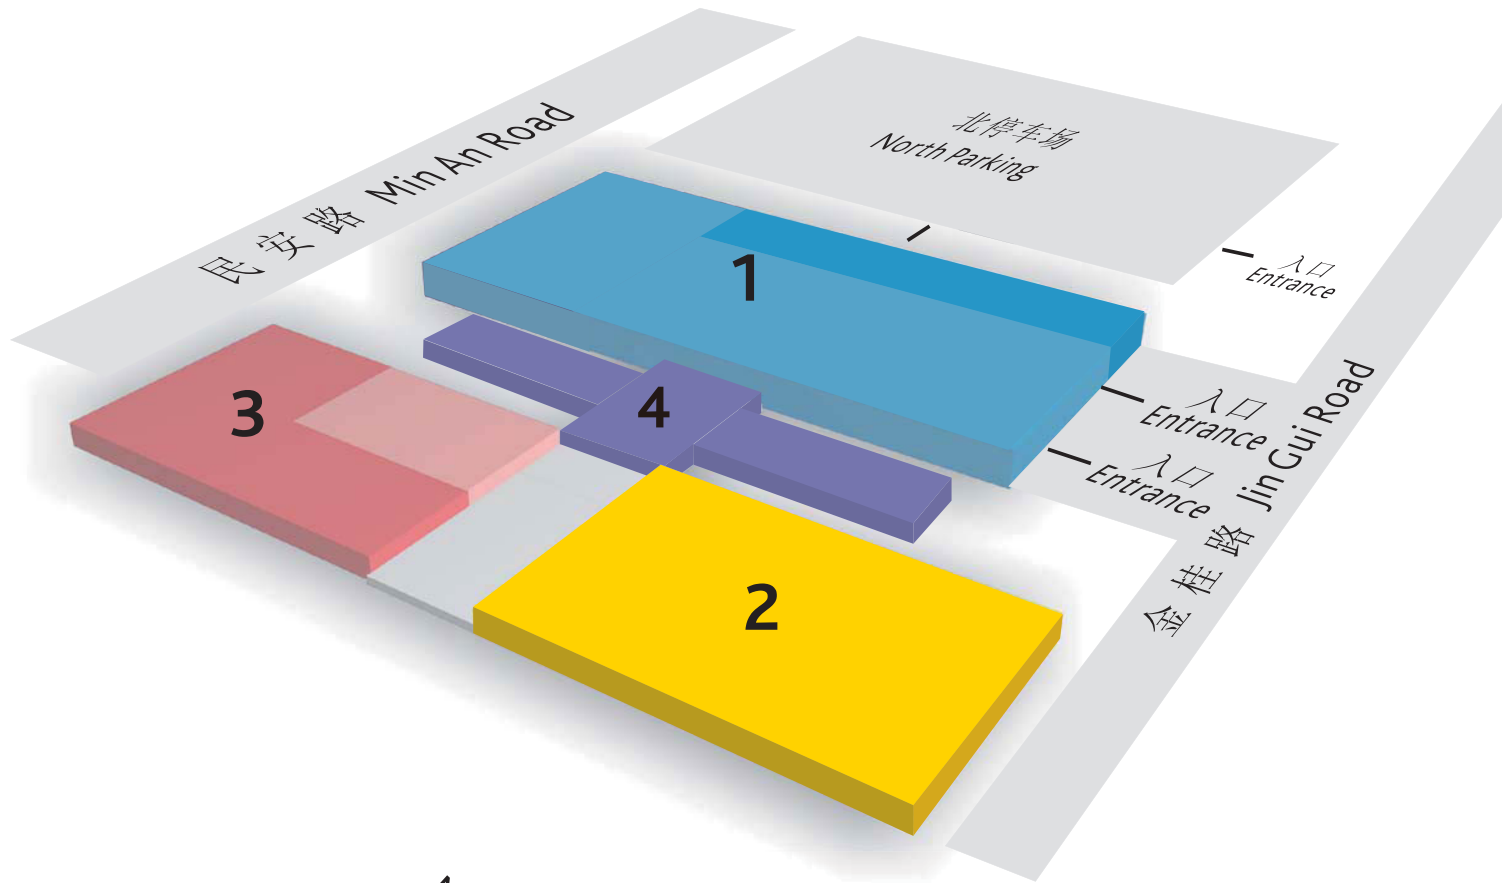 北停车场
North Parking
民安路 Min An Road
1
入口
Entrance
3
4
入口
Entrance
入口
Entrance
金桂路 Jin Gui Road
2